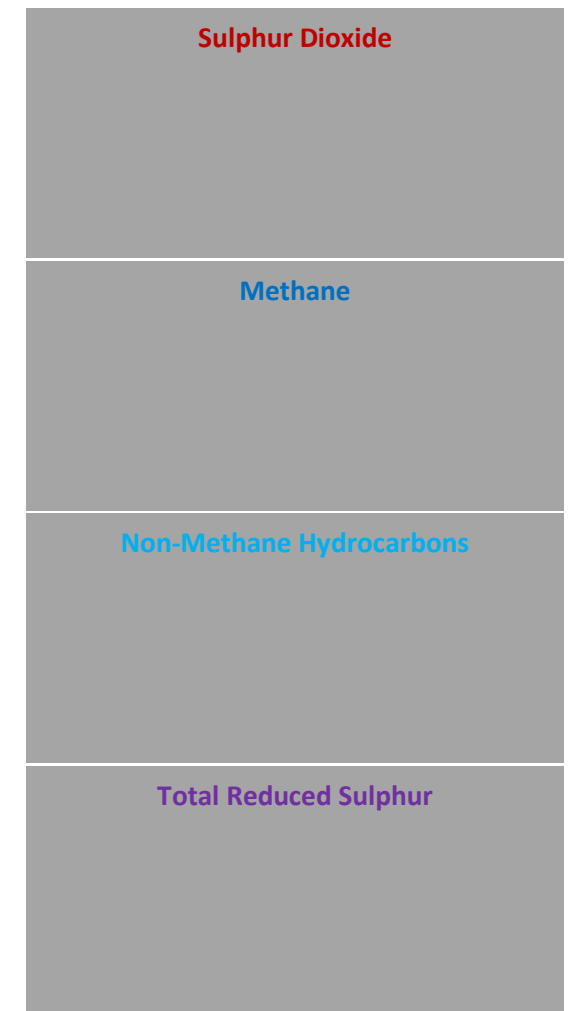 Sulphur Dioxide
Methane
Non-Methane Hydrocarbons
Total Reduced Sulphur